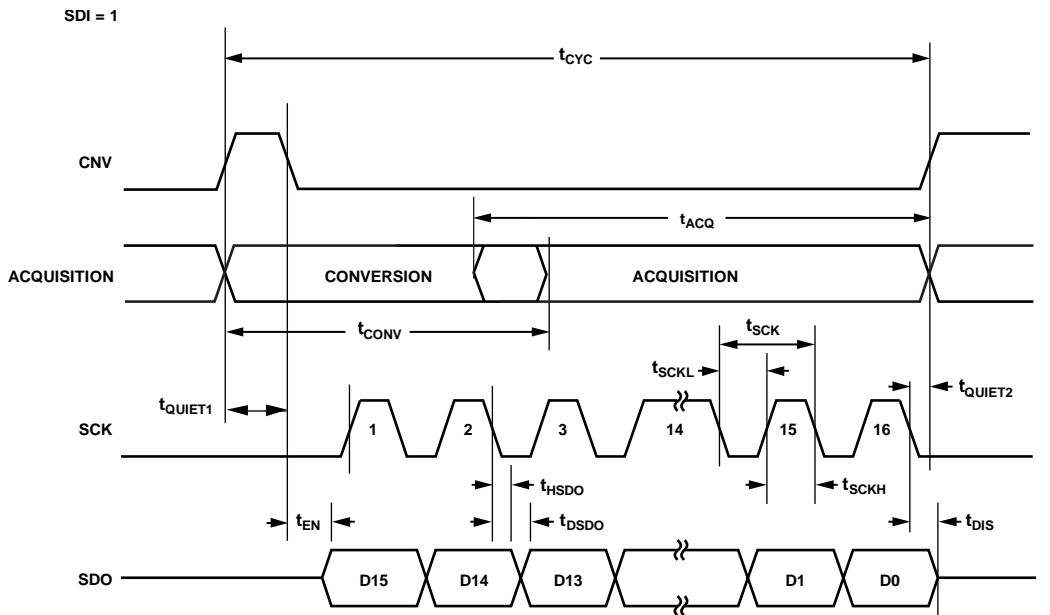 SDI = 1
tCYC
CNV
tACQ
ACQUISITION CONVERSION ACQUISITION
tCONV
tSCK
tSCKL
tQUIET1 tQUIET2
SCK 1 2 3 14 15 16
tHSDO tSCKH
tEN tDSDO tDIS
SDO D15 D14 D13 D1 D0